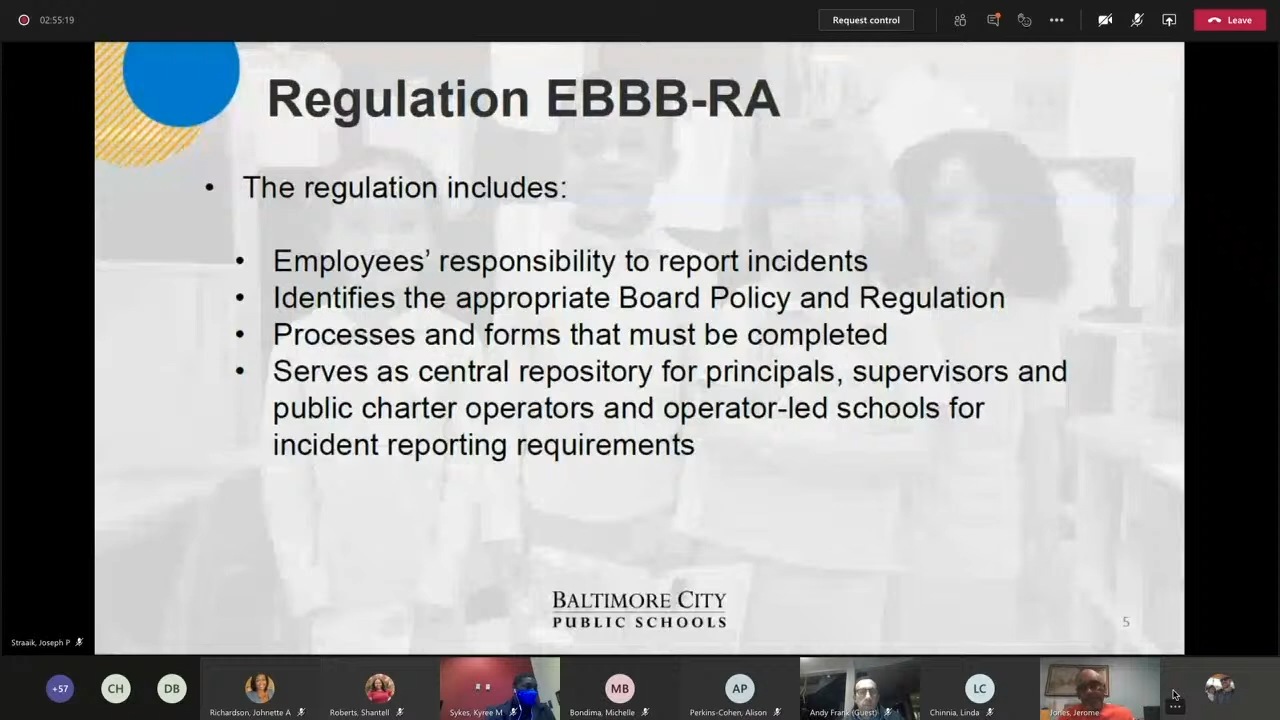 02:55:19
Request control
Leave
Regulation EBBB-RA
• The regulation includes:
• Employees’ responsibility to report incidents
• Identifies the appropriate Board Policy and Regulation
• Processes and forms that must be completed
• Serves as central repository for principals, supervisors and
public charter operators and operator-led schools for
incident reporting requirements
BALTIMORE CITY
PUBLIC SCHOOLS
5
Straaik, Joseph P
+57
CH
DB
MB
AP
LC
Richardson, Johnette A
Roberts, Shantell
Sykes, Kyree M
Bondima, Michelle
Perkins-Cohen, Alison
Andy Frank (Guest)
Chinnia, Linda
Jones, Jerome